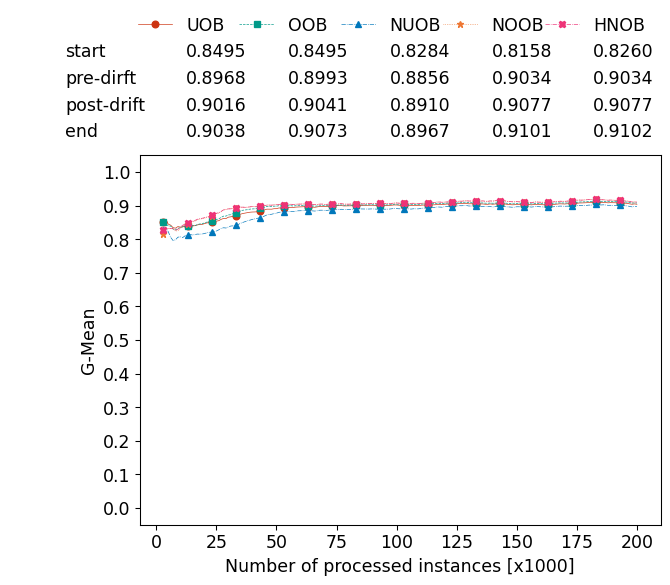 UOB OOB NUOB NOOB HNOB
start 0.8495 0.8495 0.8284 0.8158 0.8260
pre-dirft 0.8968 0.8993 0.8856 0.9034 0.9034
post-drift 0.9016 0.9041 0.8910 0.9077 0.9077
end 0.9038 0.9073 0.8967 0.9101 0.9102
1.0
0.9
0.8
0.7
0.6
0.5
0.4
0.3
0.2
0.1
0.0
G-Mean
0 25 50 75 100 125 150 175 200
Number of processed instances [x1000]